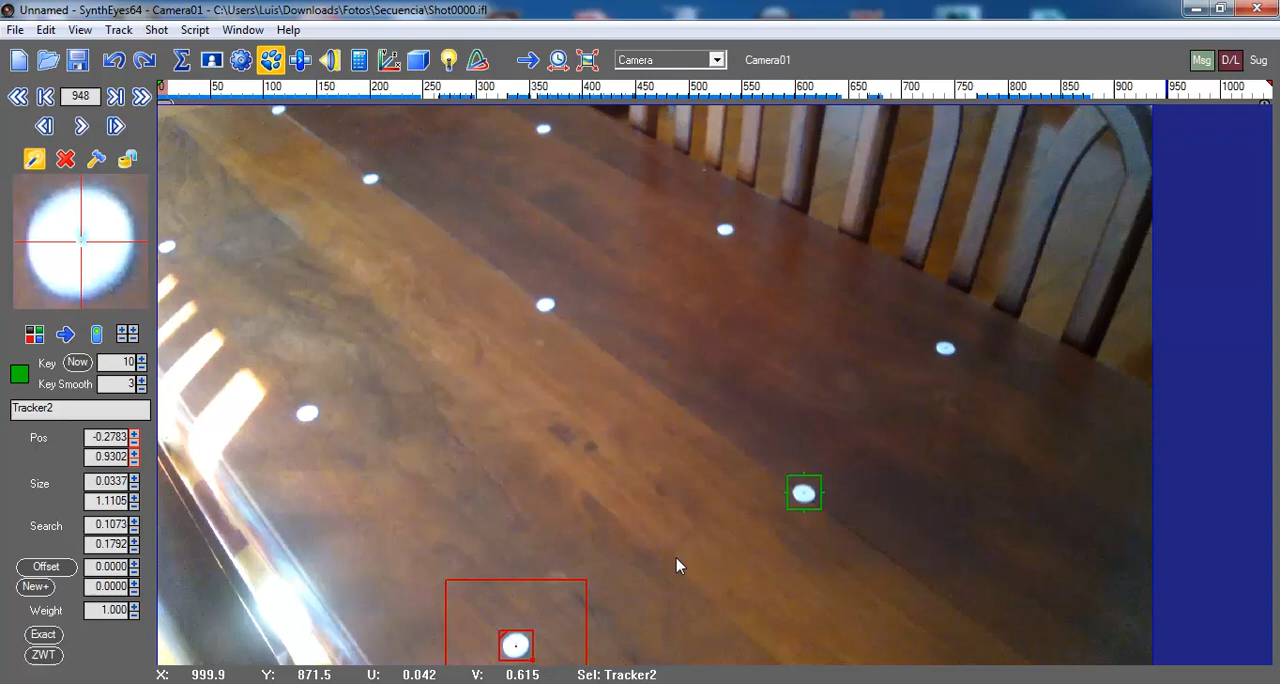 Unnamed - SynthEyes64 - Camera01 - C:\Users\Luis\Downloads\Fotos\Secuencia\Shot0000.ifl
File Edit View Track Shot Script Window Help
Camera Camera01 Msg D/L Sug
948 0 50 100 150 200 250 300 350 400 450 500 550 600 650 700 750 800 850 900 950 1000
Key Now 10
Key Smooth 3
Tracker2
Pos -0.2783
0.9302
Size 0.0337
1.1105
Search 0.1073
0.1792
Offset 0.0000
New+ 0.0000
Weight 1.000
Exact
ZWT
X: 999.9 Y: 871.5 U: 0.042 V: 0.615 Sel: Tracker2